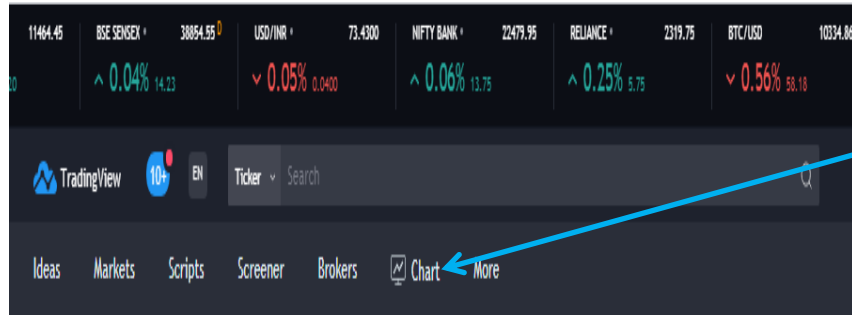 11464.45 BSE SENSEX 38854.55 D USD/INR 73.4300 NIFTY BANK 22479.95 RELIANCE 2319.75 BTC/USD 10334.86
0.04% 14.23 0.05% 0.0400 0.06% 13.75 0.25% 5.75 0.56% 58.18
TradingView 10+ EN Ticker Search
Ideas Markets Scripts Screener Brokers Chart More